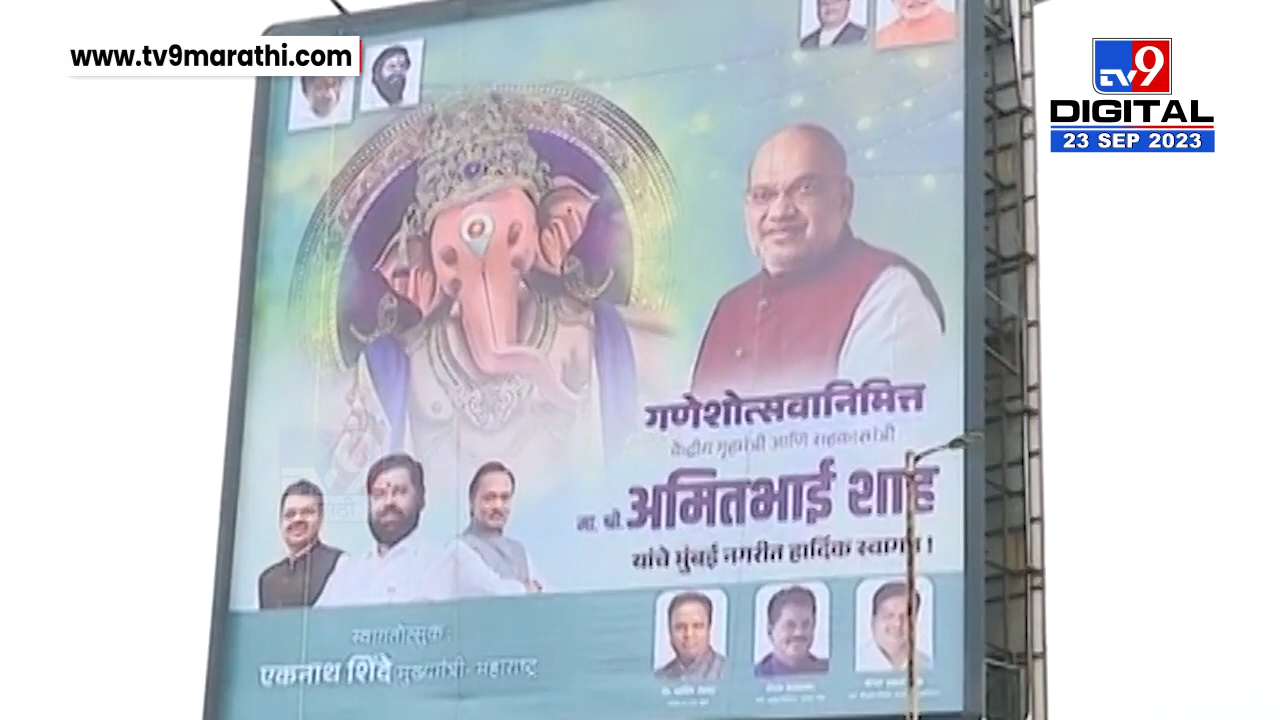 www.tv9marathi.com
tv9
DIGITAL
23 SEP 2023
गणेशोत्सवानिमित्त
केंद्रीय गृहमंत्री आणि सहकारमंत्री
मा. श्री. अमितभाई शाह
यांचे मुंबई नगरीत हार्दिक स्वागत !
स्वागतोत्सुक
एकनाथ शिंदे मुख्यमंत्री- महाराष्ट्र